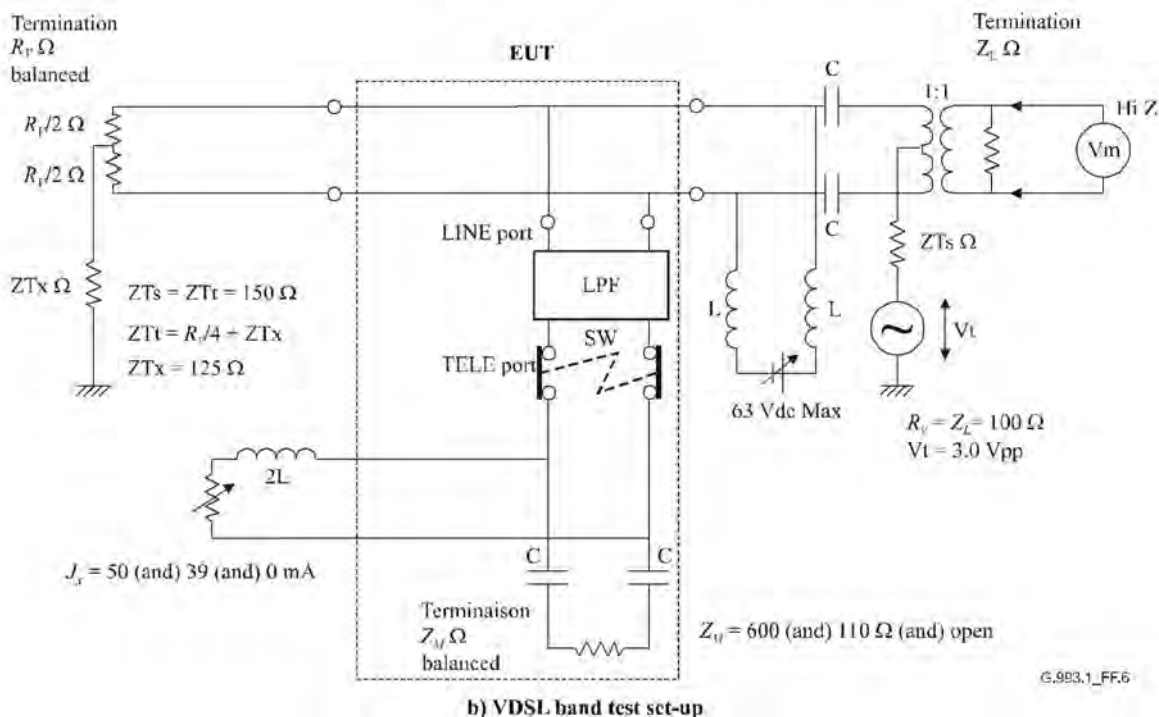 Termination
R_V Ω
balanced
Termination
Z_L Ω
EUT
C
1:1
Hi Z
R_V/2 Ω
Vm
R_V/2 Ω
C
LINE port
ZTs Ω
ZTx Ω
ZTs = ZTt = 150 Ω
LPF
L
L
Vt
ZTt = R_V/4 + ZTx
SW
ZTx = 125 Ω
TELE port
63 Vdc Max
R_V = Z_L = 100 Ω
Vt = 3.0 Vpp
2L
C
C
J_x = 50 (and) 39 (and) 0 mA
Terminaison
Z_M Ω
balanced
Z_M = 600 (and) 110 Ω (and) open
G.993.1_FF.6
b) VDSL band test set-up